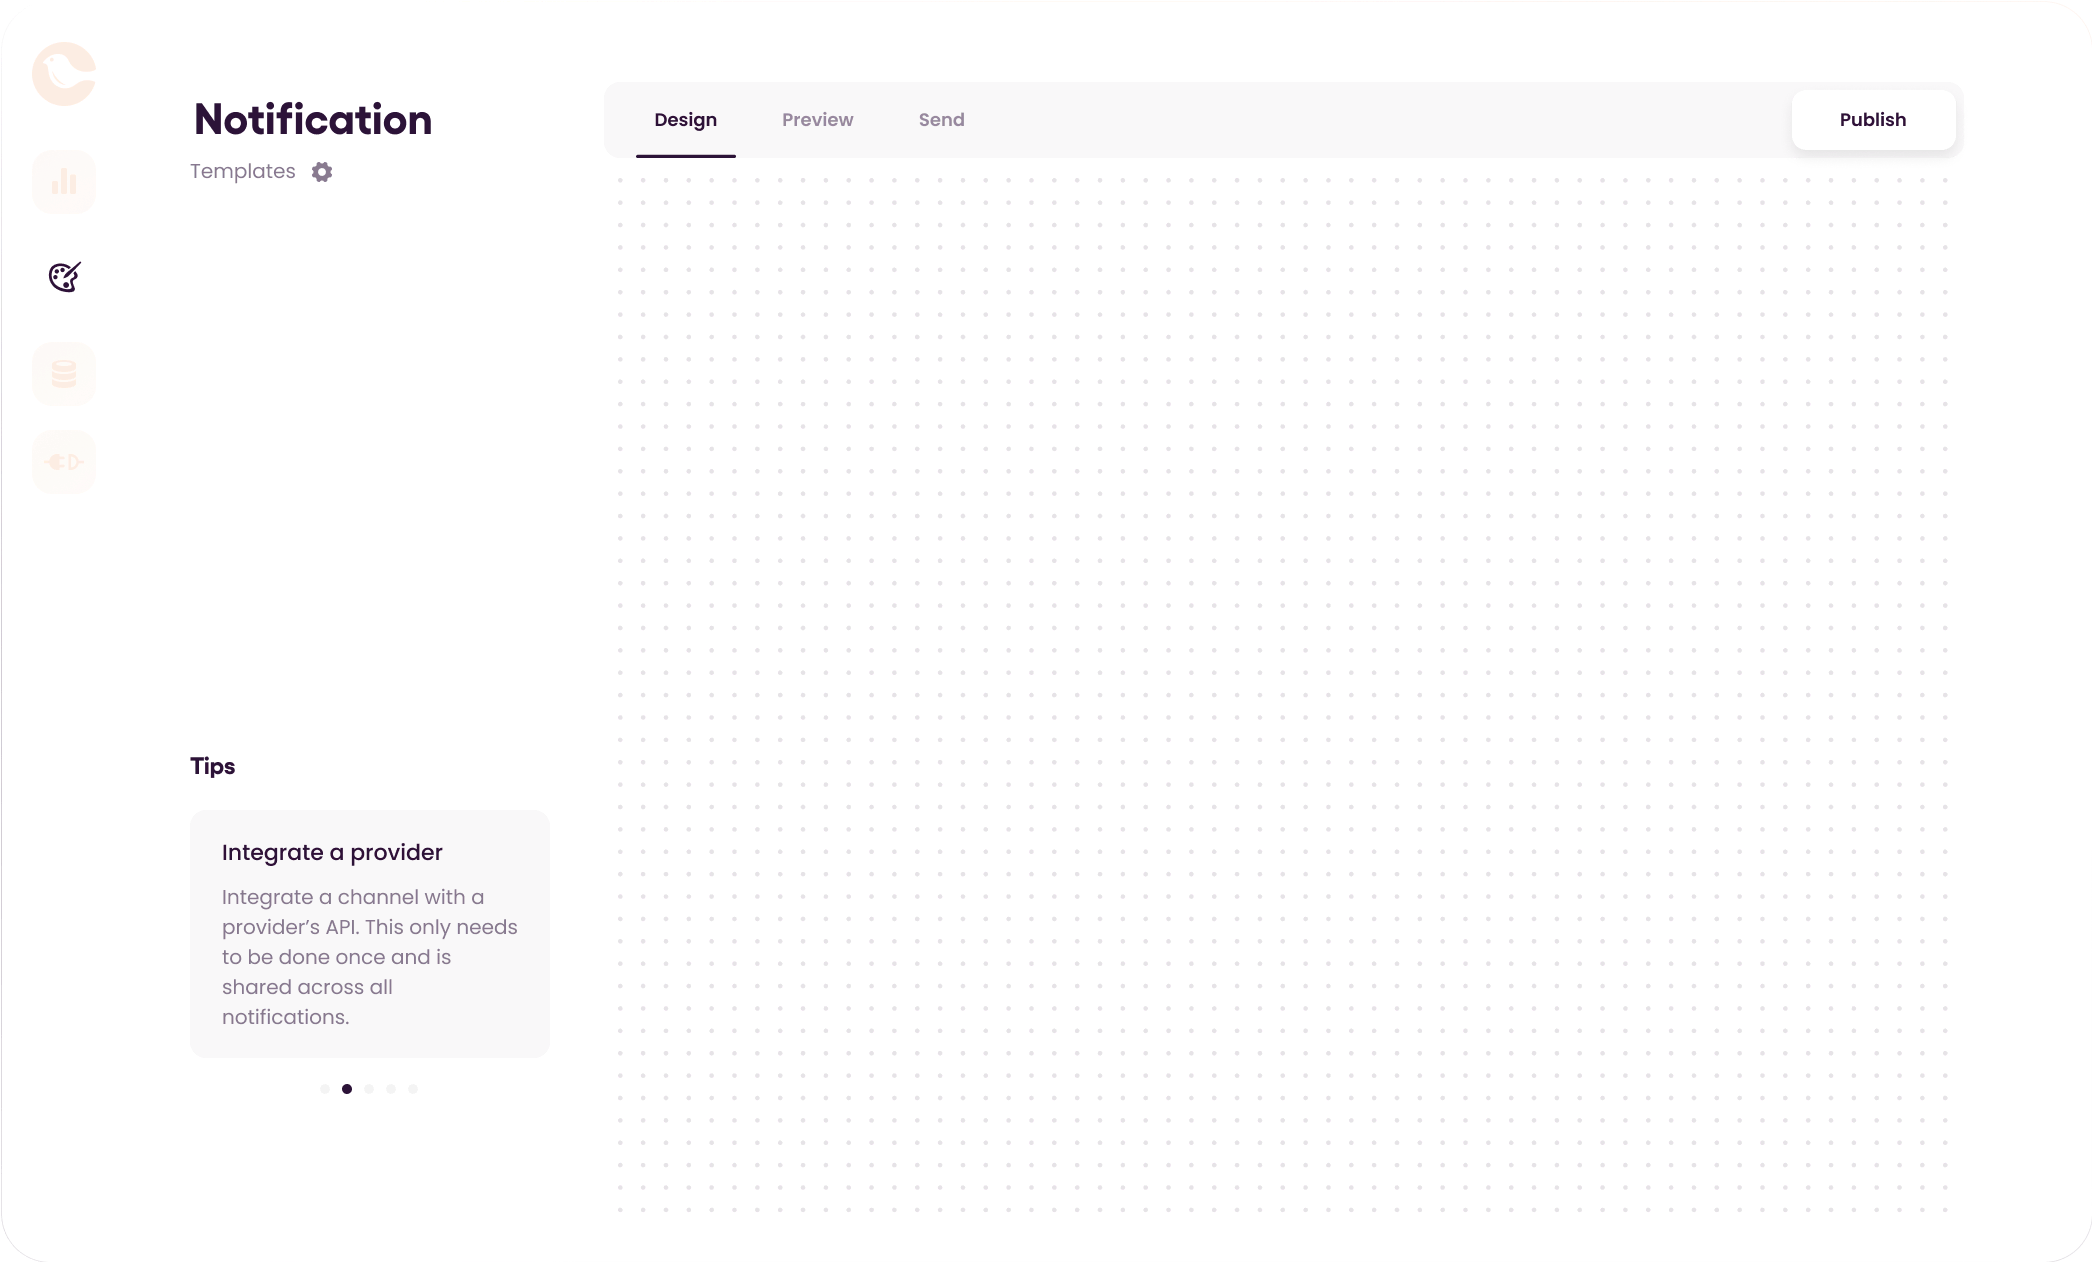 Notification
Templates
Design
Preview
Send
Publish
Tips
Integrate a provider
Integrate a channel with a
provider’s API. This only needs
to be done once and is
shared across all
notifications.